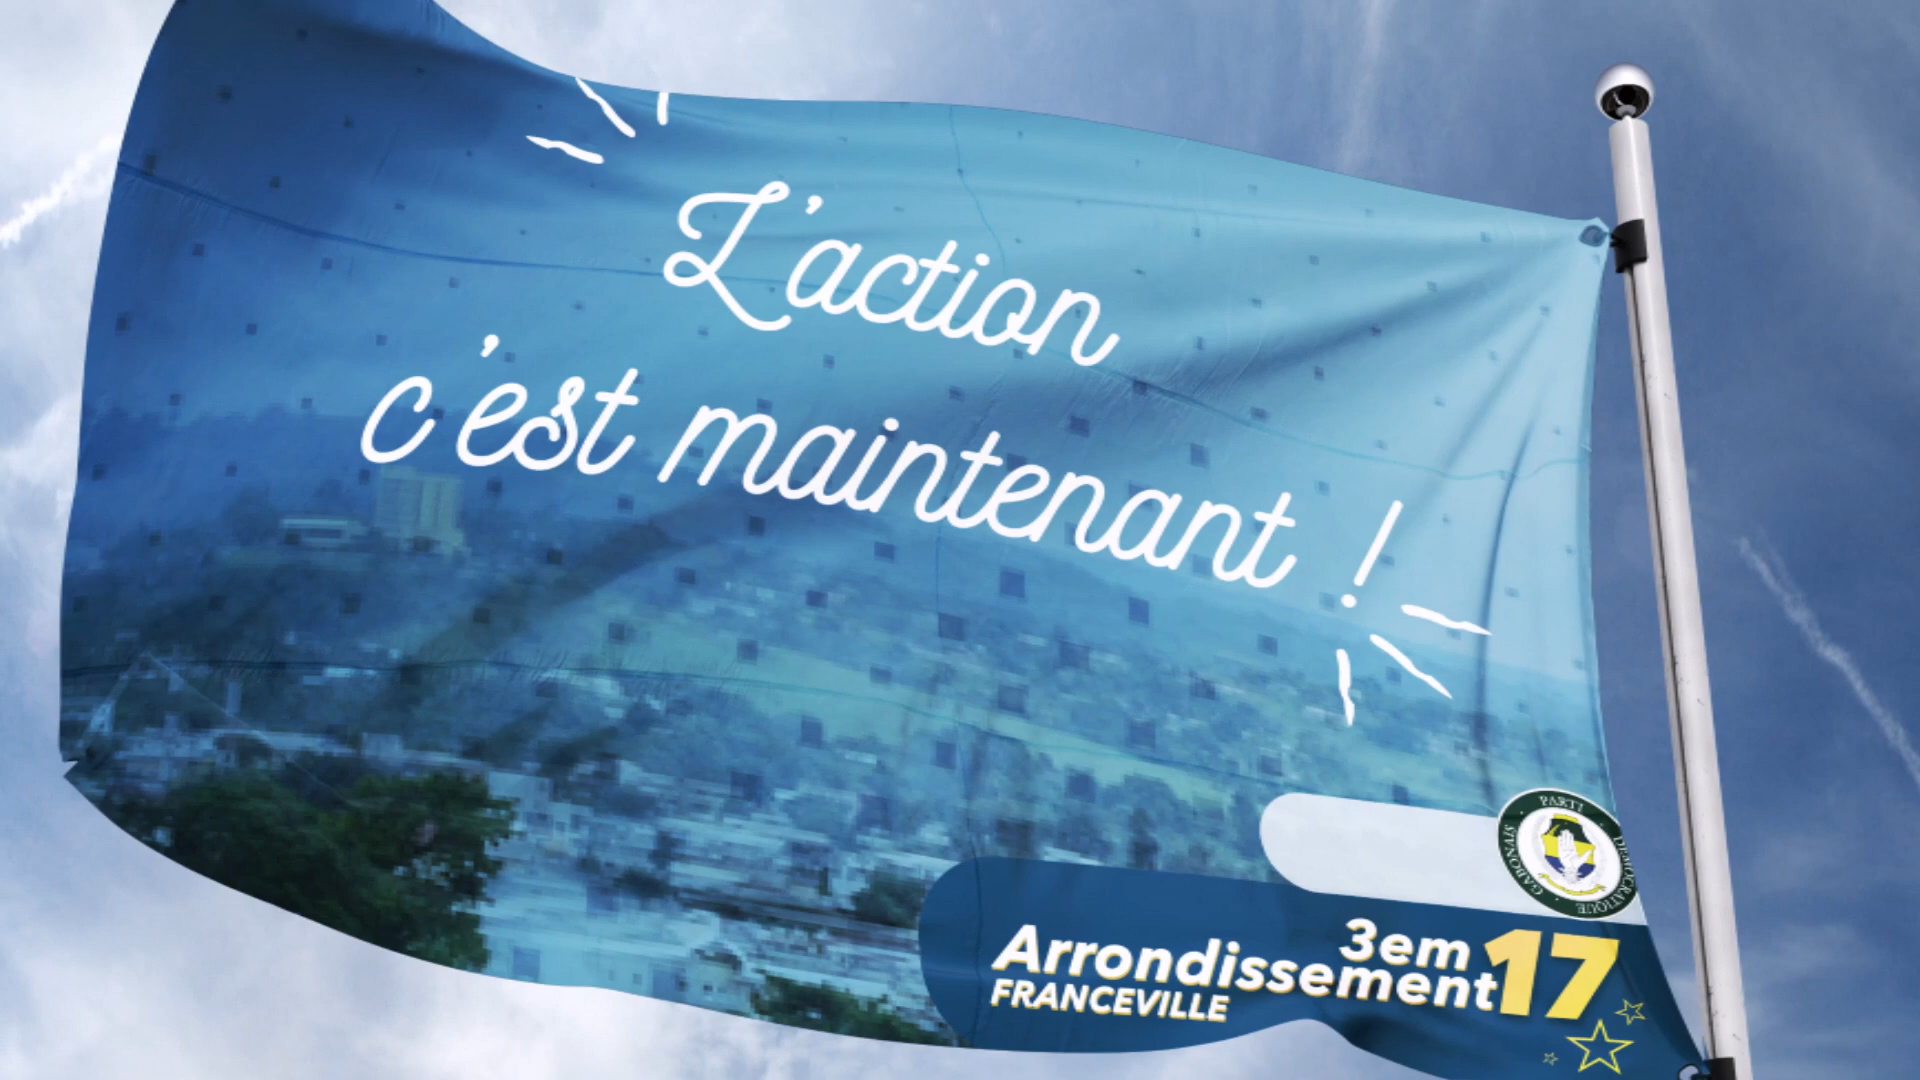 L'action
c'est maintenant !
PARTI DEMOCRATIQUE GABONAIS
3em
Arrondissement
17
FRANCEVILLE